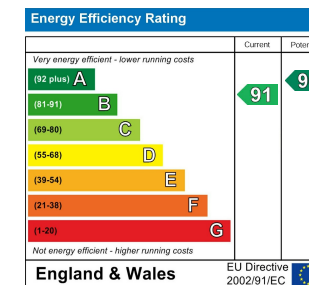 Energy Efficiency Rating
Current
Very energy efficient - lower running costs
(92 plus) A
(81-91) B
91
(69-80) C
(55-68) D
(39-54) E
(21-38) F
(1-20) G
Not energy efficient - higher running costs
England & Wales
EU Directive
2002/91/EC